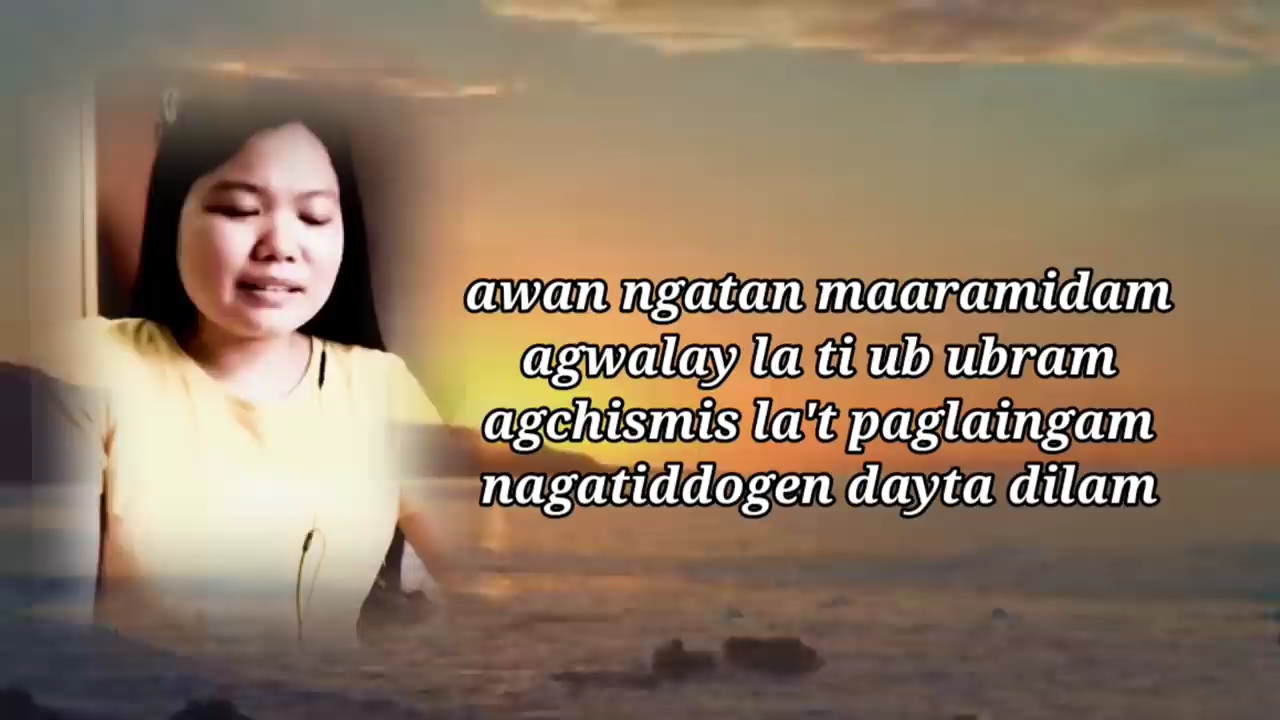 awan ngatan maaramidam
agwalay la ti ub ubram
agchismis la't paglaingam
nagatiddogen dayta dilam